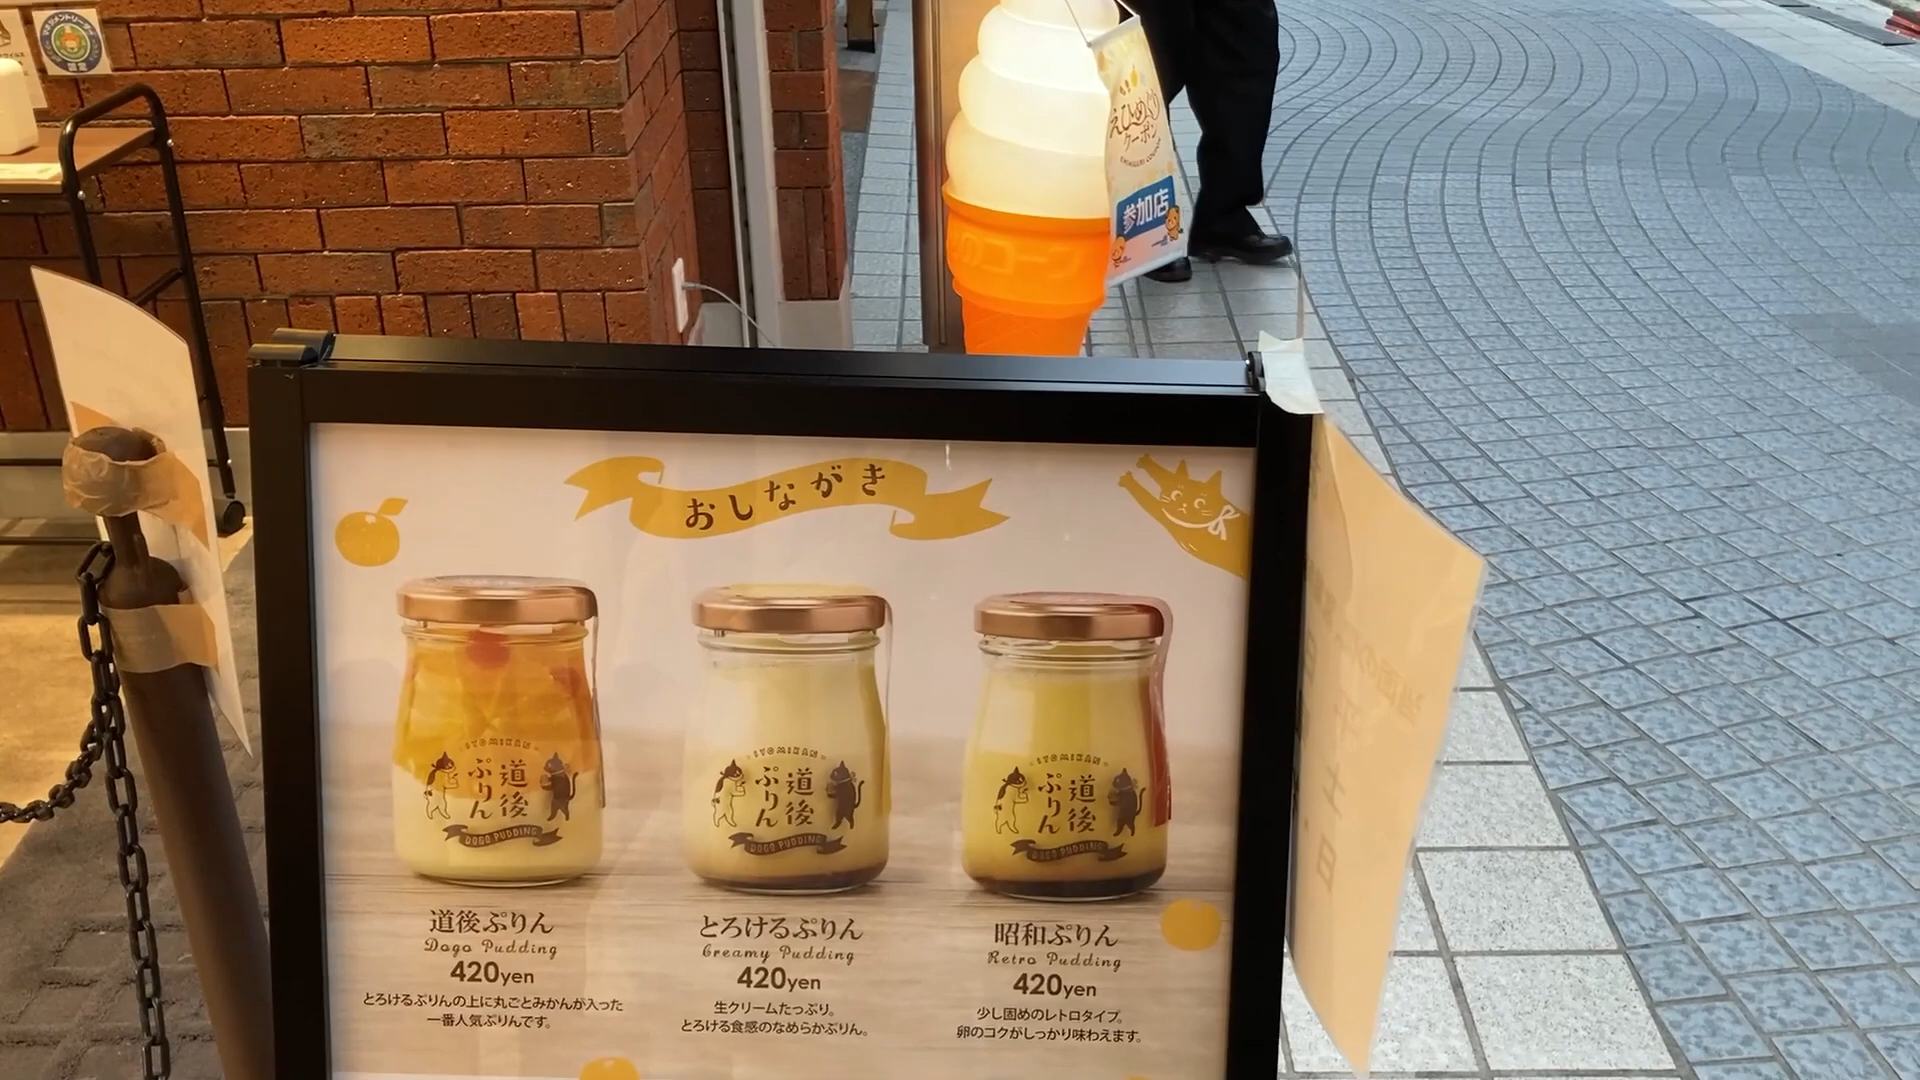 えひめぐり
クーポン
参加店
のコーン
おしながき
ITOMIKAN
道後
ぷりん
DOGO PUDDING
ITOMIKAN
道後
ぷりん
DOGO PUDDING
ITOMIKAN
道後
ぷりん
DOGO PUDDING
道後ぷりん
Dogo Pudding
420yen
とろけるぷりんの上に丸ごとみかんが入った
一番人気ぷりんです。
とろけるぷりん
Creamy Pudding
420yen
生クリームたっぷり。
とろける食感のなめらかぷりん。
昭和ぷりん
Retro Pudding
420yen
少し固めのレトロタイプ。
卵のコクがしっかり味わえます。